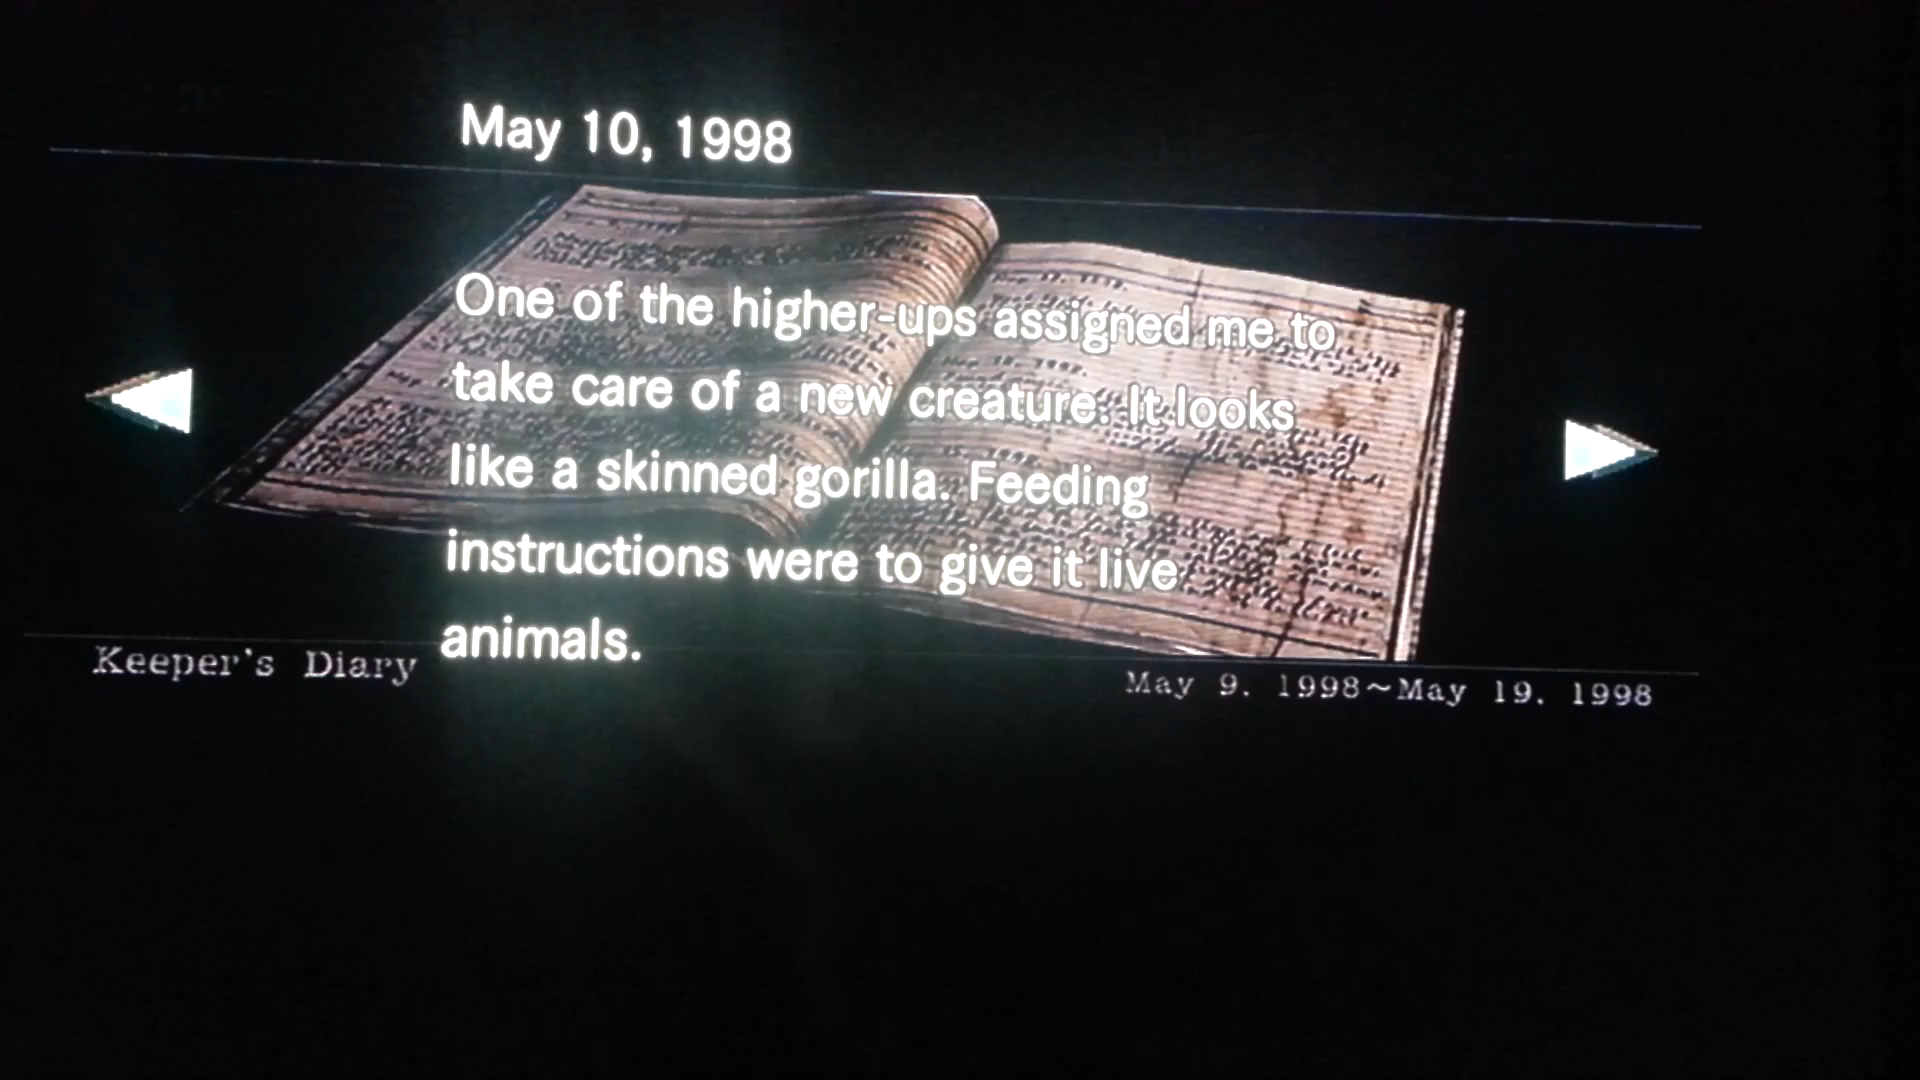 May 10, 1998
One of the higher-ups assigned me to
take care of a new creature. It looks
like a skinned gorilla. Feeding
instructions were to give it live
animals.
Keeper's Diary
May 9. 1998~May 19. 1998